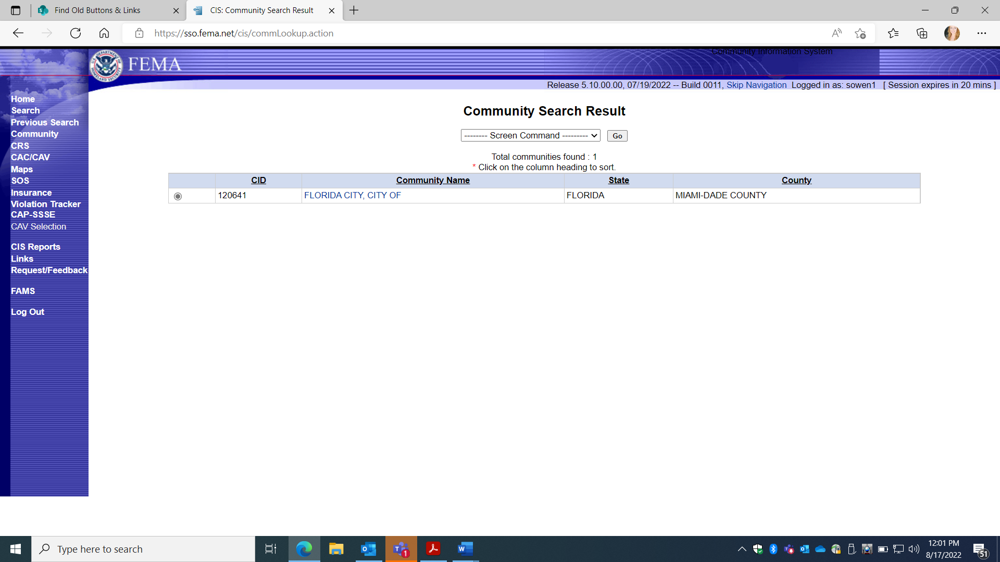 Find Old Buttons & Links
CIS: Community Search Result
https://sso.fema.net/cis/commLookup.action
Community Information System
FEMA
Release 5.10.00.00, 07/19/2022 -- Build 0011, Skip Navigation Logged in as: sowen1 [ Session expires in 20 mins ]
Home
Search
Previous Search
Community
CRS
CAC/CAV
Maps
SOS
Insurance
Violation Tracker
CAP-SSSE
CAV Selection
CIS Reports
Links
Request/Feedback
FAMS
Log Out
Community Search Result
-------- Screen Command ---------
Go
Total communities found : 1
* Click on the column heading to sort.
CID Community Name State County
120641 FLORIDA CITY, CITY OF FLORIDA MIAMI-DADE COUNTY
Type here to search
1
12:01 PM
8/17/2022
51